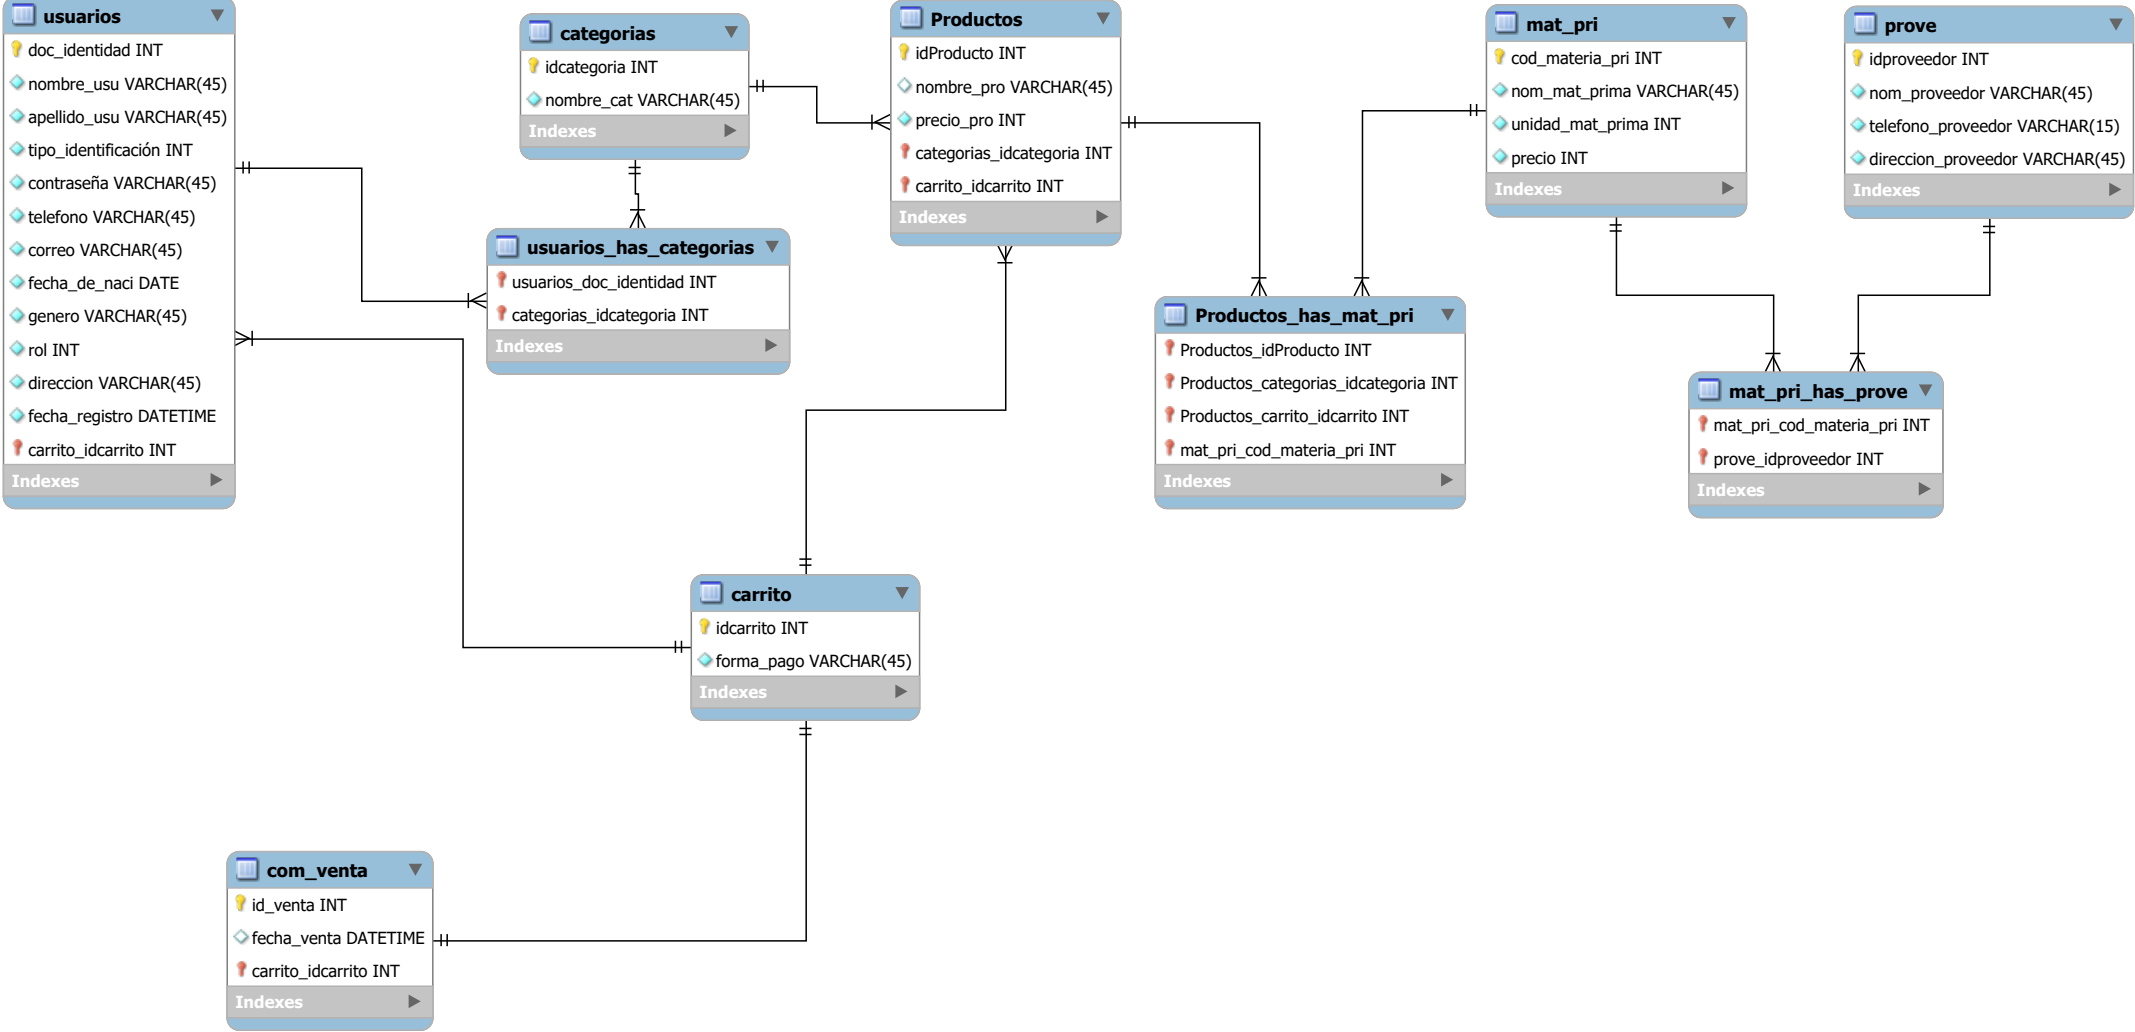 usuarios
doc_identidad INT
nombre_usu VARCHAR(45)
apellido_usu VARCHAR(45)
tipo_identificación INT
contraseña VARCHAR(45)
telefono VARCHAR(45)
correo VARCHAR(45)
fecha_de_naci DATE
genero VARCHAR(45)
rol INT
direccion VARCHAR(45)
fecha_registro DATETIME
carrito_idcarrito INT
Indexes
categorias
idcategoria INT
nombre_cat VARCHAR(45)
Indexes
usuarios_has_categorias
usuarios_doc_identidad INT
categorias_idcategoria INT
Indexes
Productos
idProducto INT
nombre_pro VARCHAR(45)
precio_pro INT
categorias_idcategoria INT
carrito_idcarrito INT
Indexes
Productos_has_mat_pri
Productos_idProducto INT
Productos_categorias_idcategoria INT
Productos_carrito_idcarrito INT
mat_pri_cod_materia_pri INT
Indexes
mat_pri
cod_materia_pri INT
nom_mat_prima VARCHAR(45)
unidad_mat_prima INT
precio INT
Indexes
prove
idproveedor INT
nom_proveedor VARCHAR(45)
telefono_proveedor VARCHAR(15)
direccion_proveedor VARCHAR(45)
Indexes
mat_pri_has_prove
mat_pri_cod_materia_pri INT
prove_idproveedor INT
Indexes
carrito
idcarrito INT
forma_pago VARCHAR(45)
Indexes
com_venta
id_venta INT
fecha_venta DATETIME
carrito_idcarrito INT
Indexes